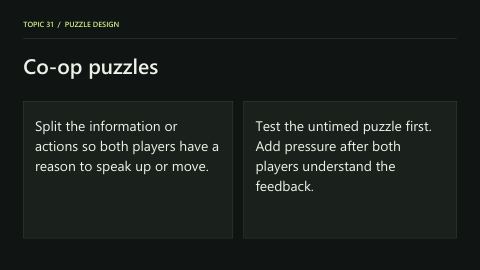 TOPIC 31 / PUZZLE DESIGN
Co-op puzzles
Split the information or
actions so both players have a
reason to speak up or move.
Test the untimed puzzle first.
Add pressure after both
players understand the
feedback.